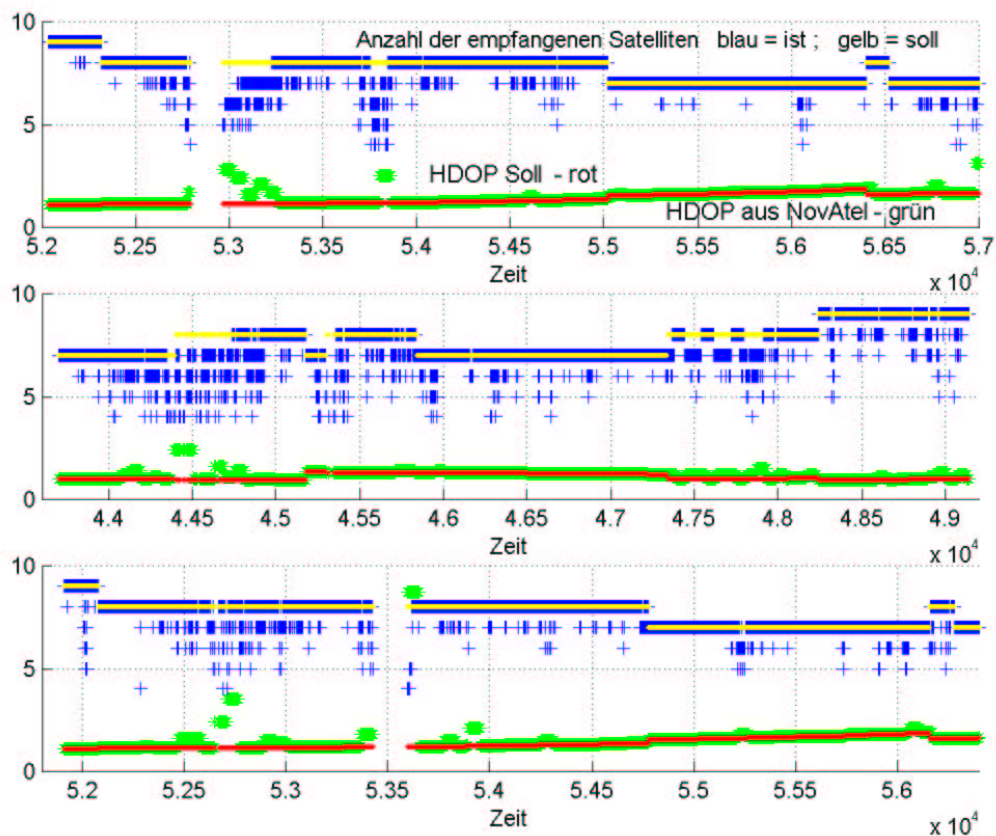 10
Anzahl der empfangenen Satelliten blau = ist ; gelb = soll
5
HDOP Soll - rot
HDOP aus NovAtel - grün
0
5.2 5.25 5.3 5.35 5.4 5.45 5.5 5.55 5.6 5.65 5.7
Zeit
x 10^4
10
5
0
4.4 4.45 4.5 4.55 4.6 4.65 4.7 4.75 4.8 4.85 4.9
Zeit
x 10^4
10
5
0
5.2 5.25 5.3 5.35 5.4 5.45 5.5 5.55 5.6
Zeit
x 10^4